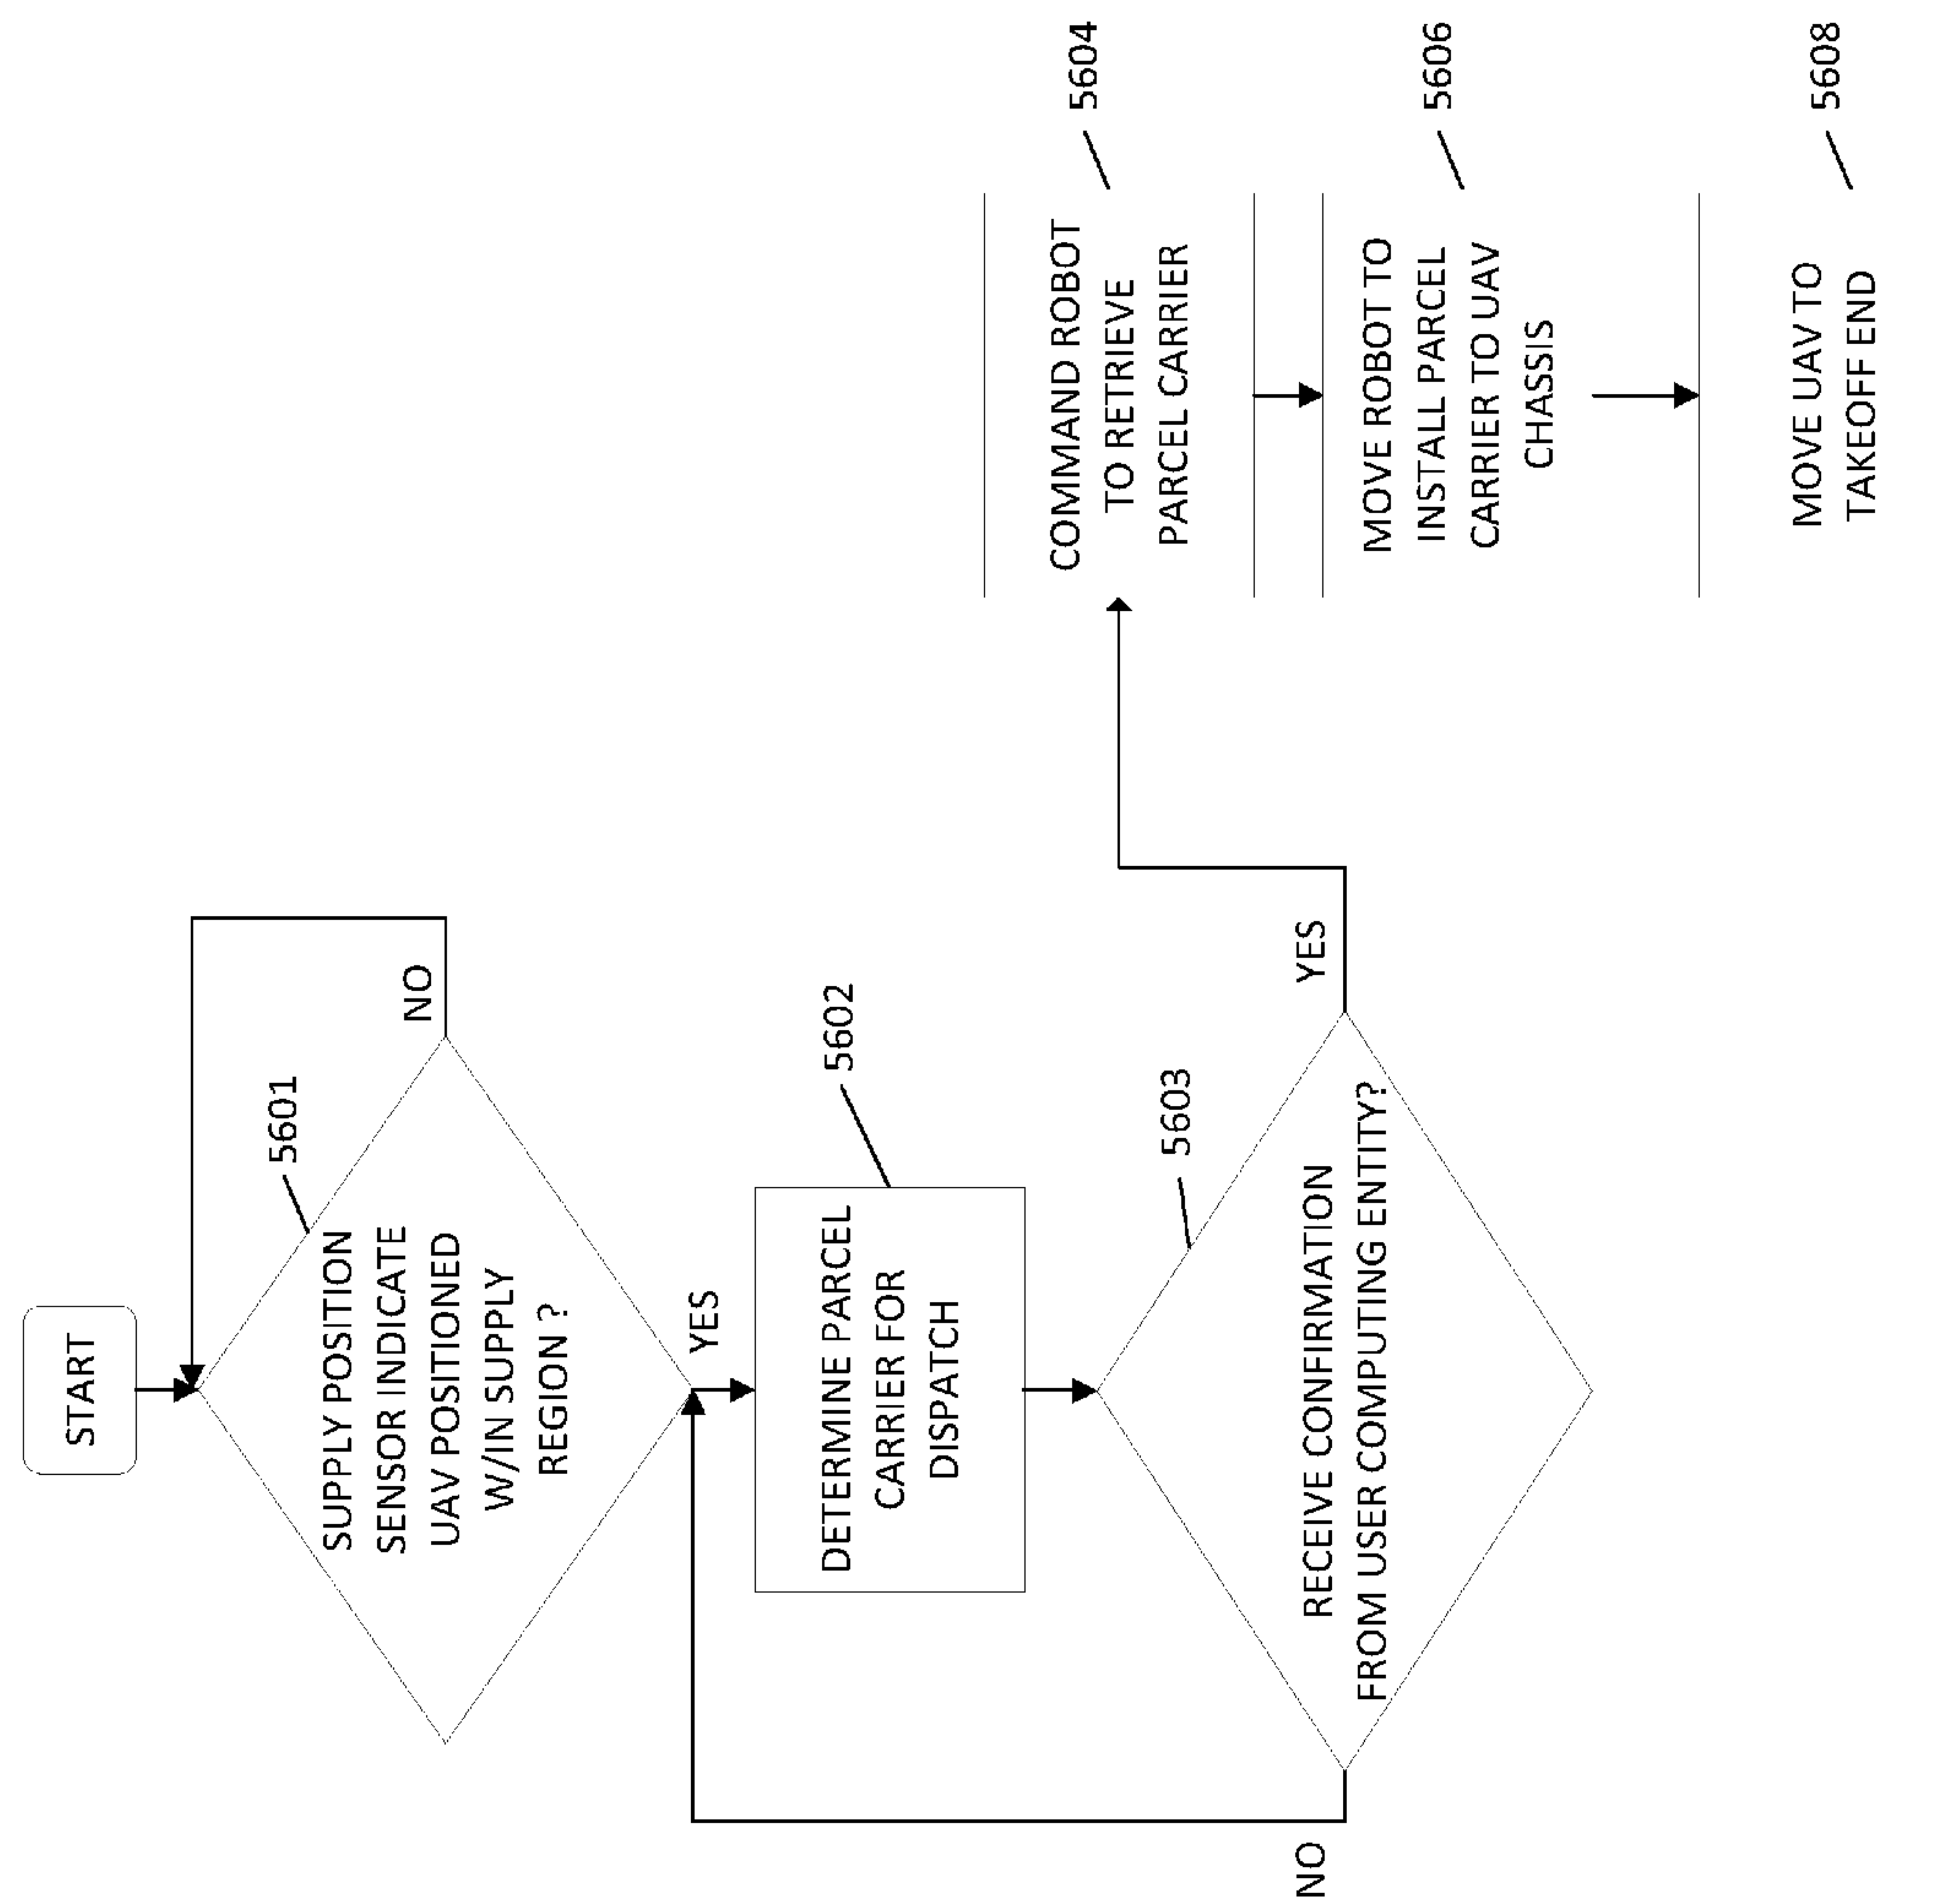 START
SUPPLY POSITION
SENSOR INDICATE
UAV POSITIONED
W/IN SUPPLY
REGION ?
5601
NO
YES
DETERMINE PARCEL
CARRIER FOR
DISPATCH
5602
RECEIVE CONFIRMATION
FROM USER COMPUTING ENTITY?
5603
NO
YES
COMMAND ROBOT
TO RETRIEVE
PARCEL CARRIER
5604
MOVE ROBOT TO
INSTALL PARCEL
CARRIER TO UAV
CHASSIS
5606
MOVE UAV TO
TAKEOFF END
5608